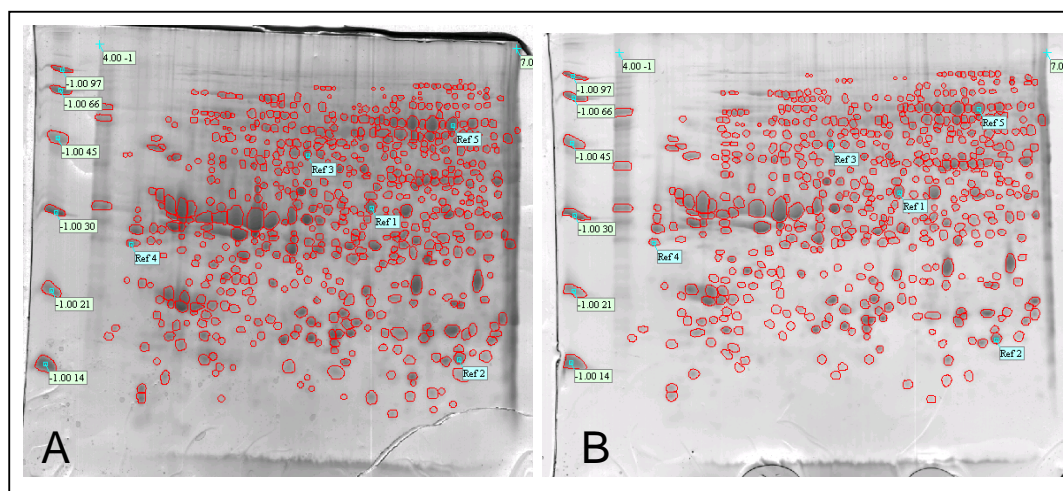 4.00 -1
7.0
-1.00 97
-1.00 66
Ref 5
-1.00 45
Ref 3
Ref 1
-1.00 30
Ref 4
-1.00 21
Ref 2
-1.00 14
A
4.00 -1
7.0
-1.00 97
-1.00 66
Ref 5
-1.00 45
Ref 3
Ref 1
-1.00 30
Ref 4
-1.00 21
Ref 2
-1.00 14
B